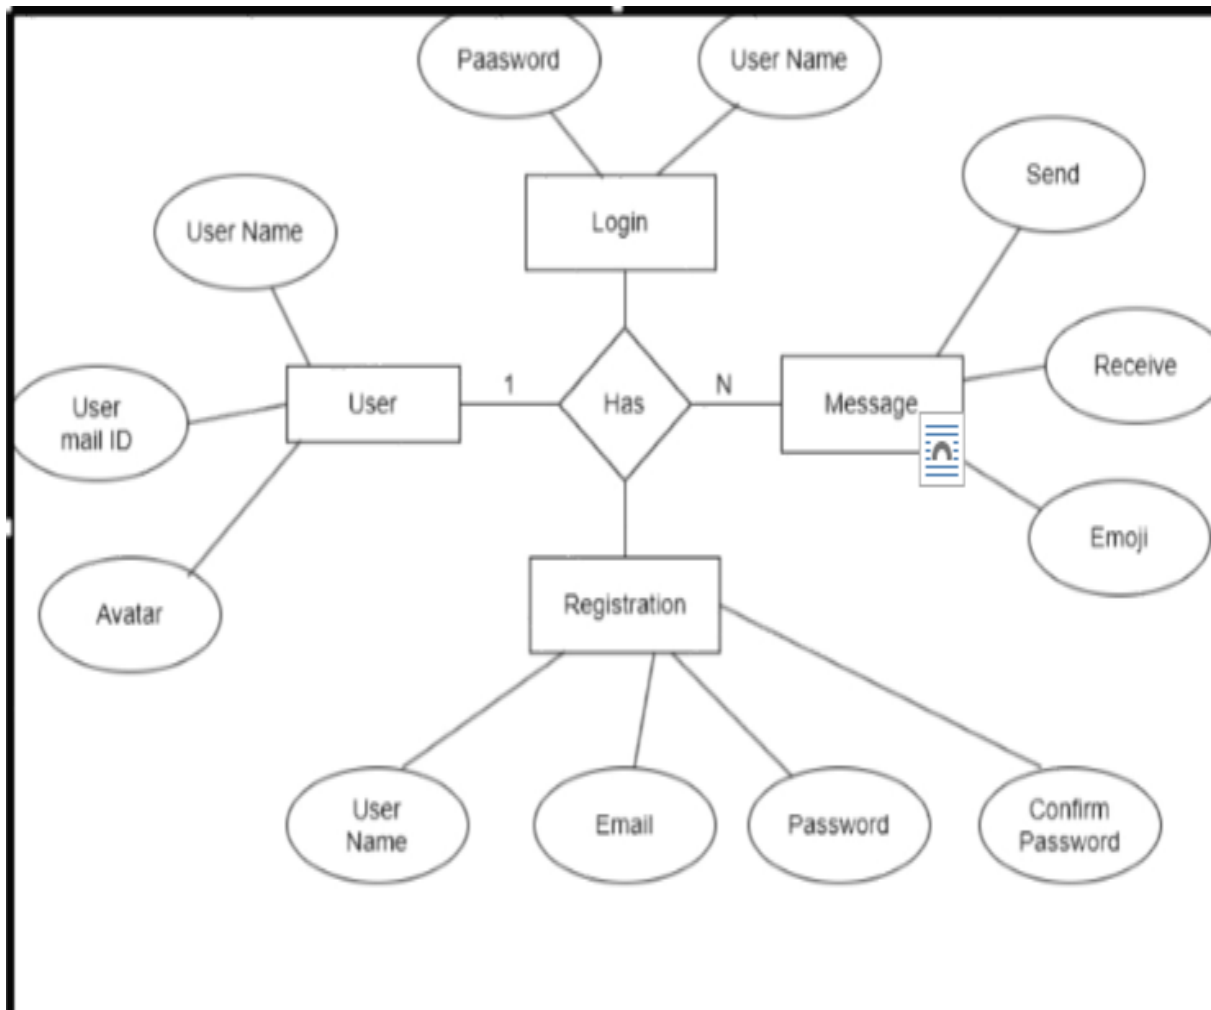 Paasword
User Name
Send
User Name
Login
Receive
User
mail ID
User
1
Has
N
Message
Emoji
Avatar
Registration
User
Name
Email
Password
Confirm
Password